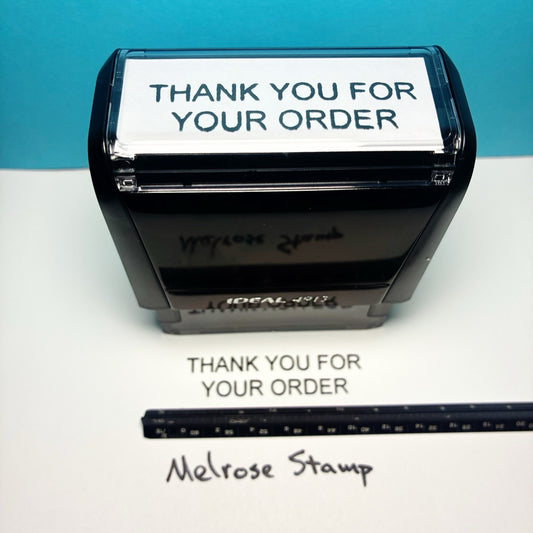 THANK YOU FOR
YOUR ORDER
IDEAL 4913
THANK YOU FOR
YOUR ORDER
Melrose Stamp